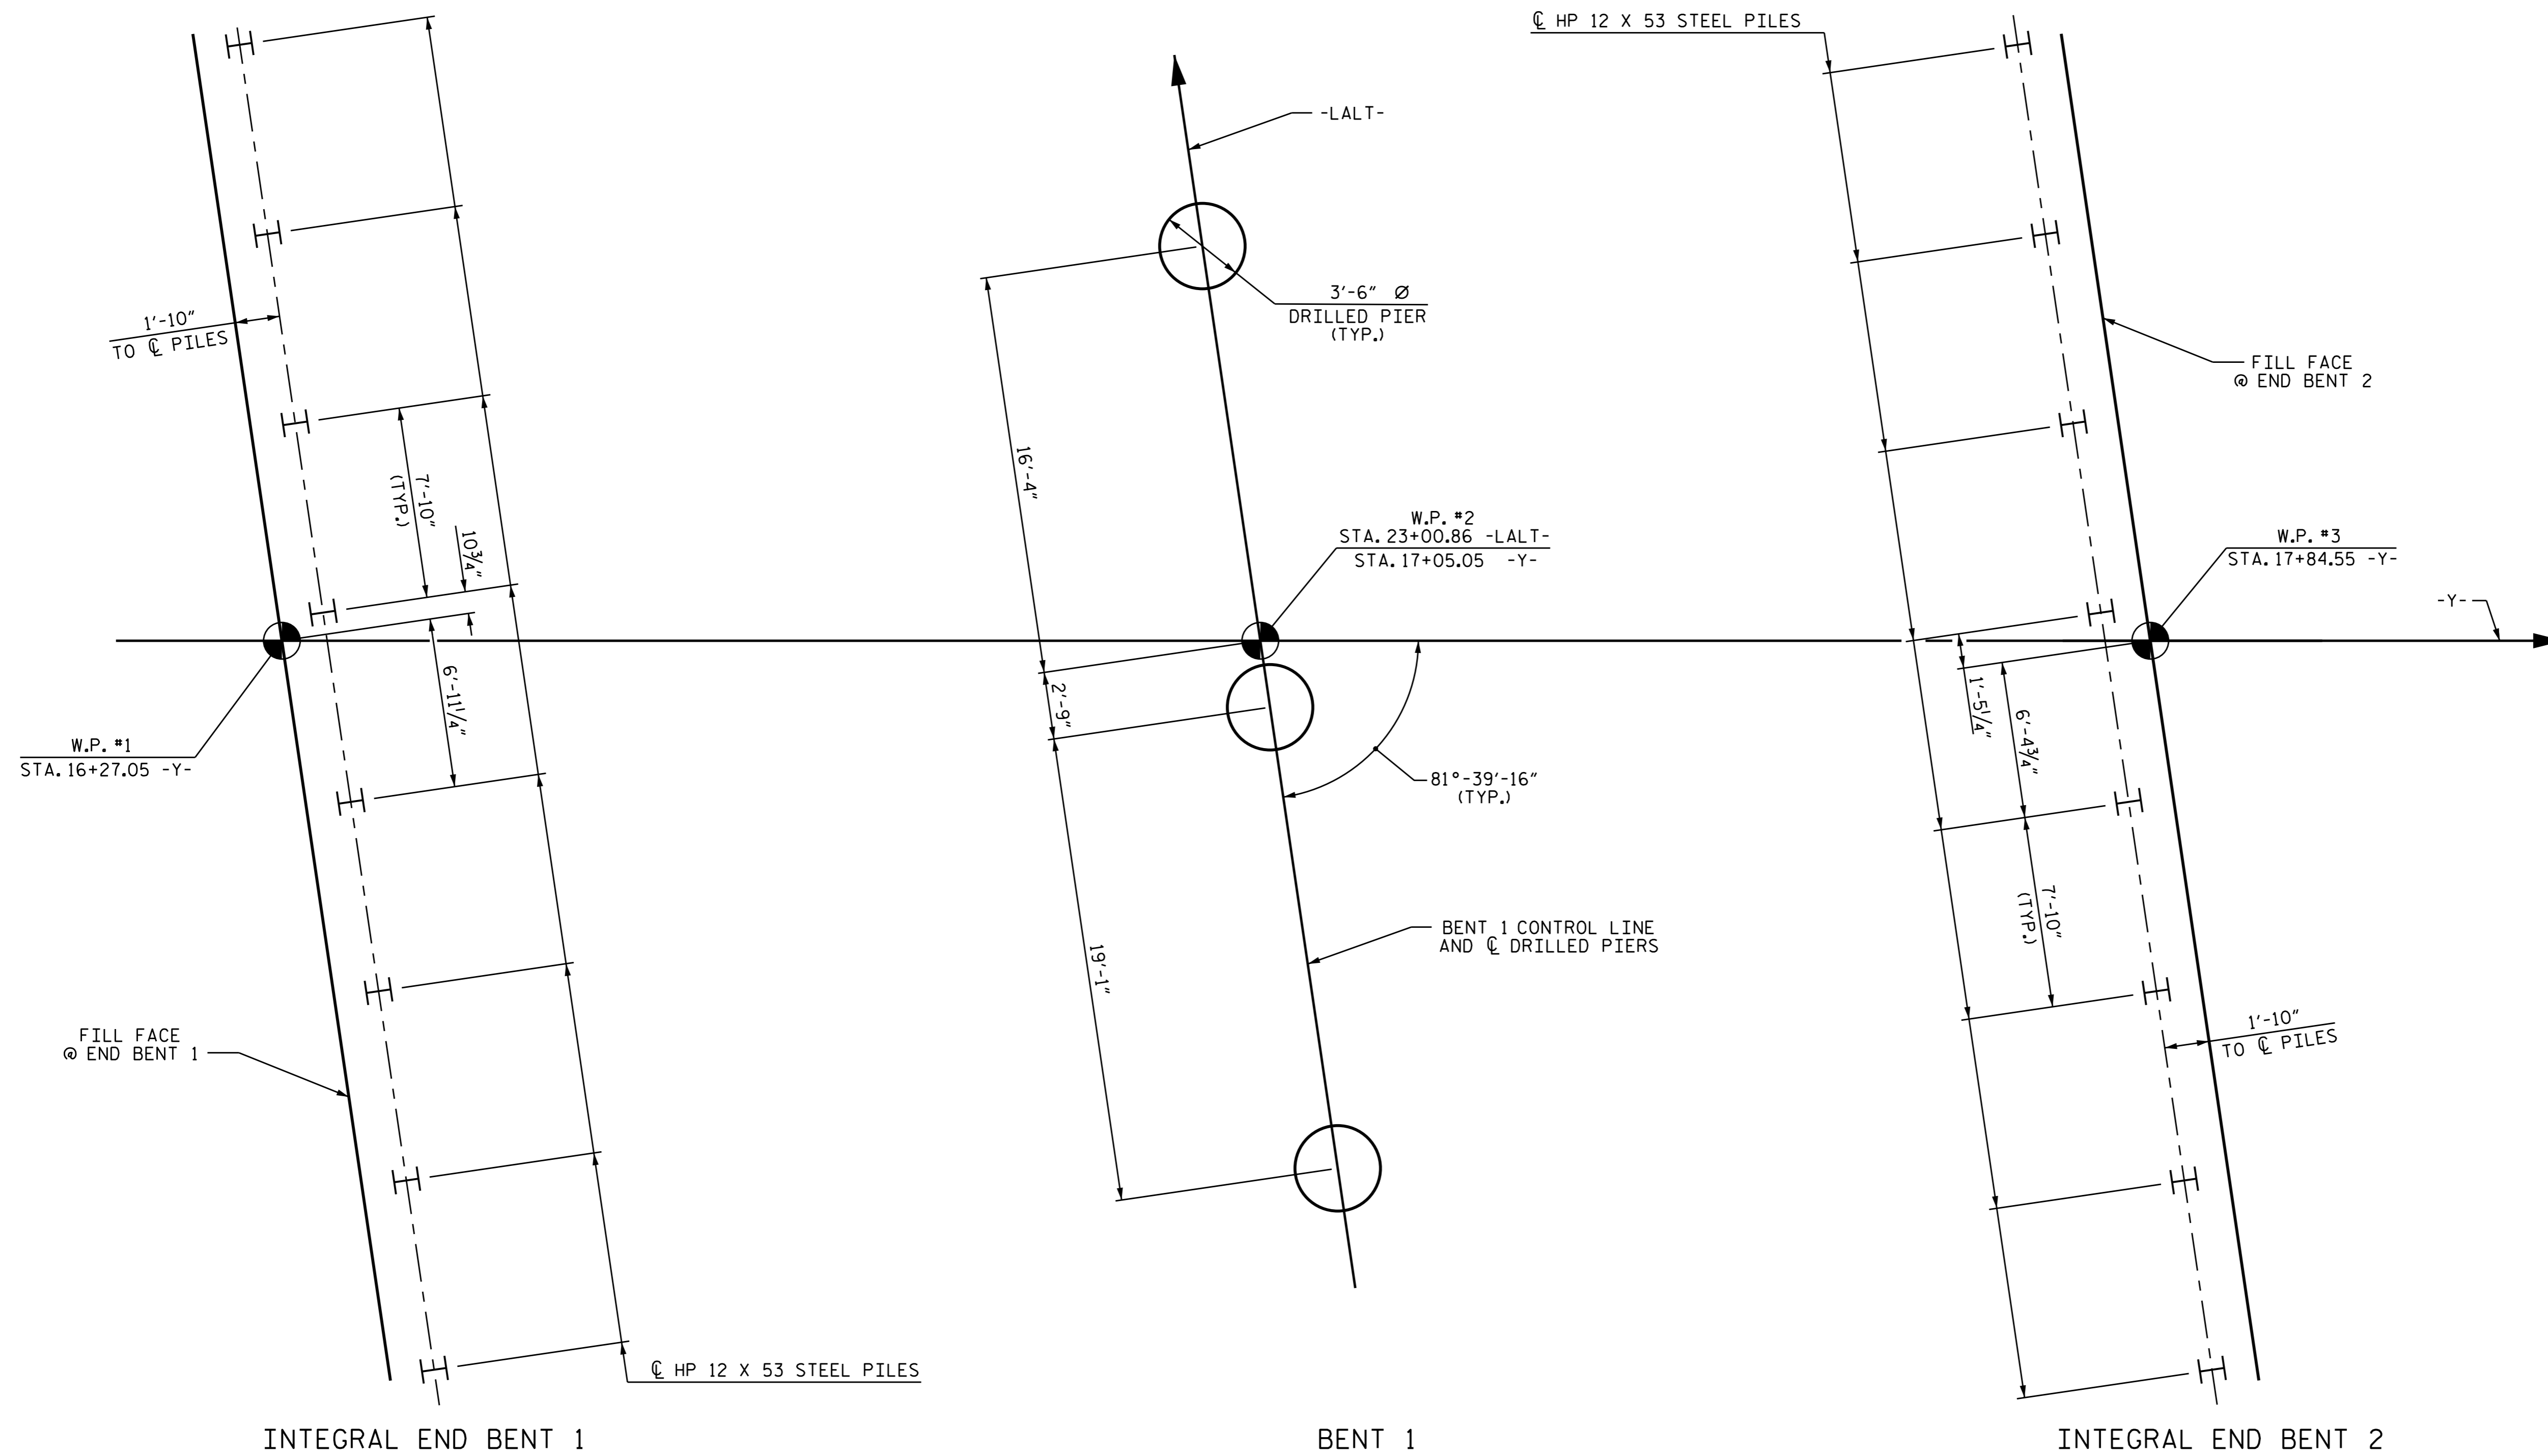 ℄ HP 12 X 53 STEEL PILES
-LALT-
3'-6" Ø
DRILLED PIER
(TYP.)
1'-10"
TO ℄ PILES
FILL FACE
@ END BENT 2
16'-4"
7'-10"
(TYP.)
10¾"
W.P. #2
STA. 23+00.86 -LALT-
STA. 17+05.05 -Y-
W.P. #3
STA. 17+84.55 -Y-
-Y-
6'-11¼"
2'-9"
1'-5¼"
6'-4¾"
W.P. #1
STA. 16+27.05 -Y-
81°-39'-16"
(TYP.)
7'-10"
(TYP.)
19'-1"
BENT 1 CONTROL LINE
AND ℄ DRILLED PIERS
FILL FACE
@ END BENT 1
1'-10"
TO ℄ PILES
℄ HP 12 X 53 STEEL PILES
INTEGRAL END BENT 1
BENT 1
INTEGRAL END BENT 2